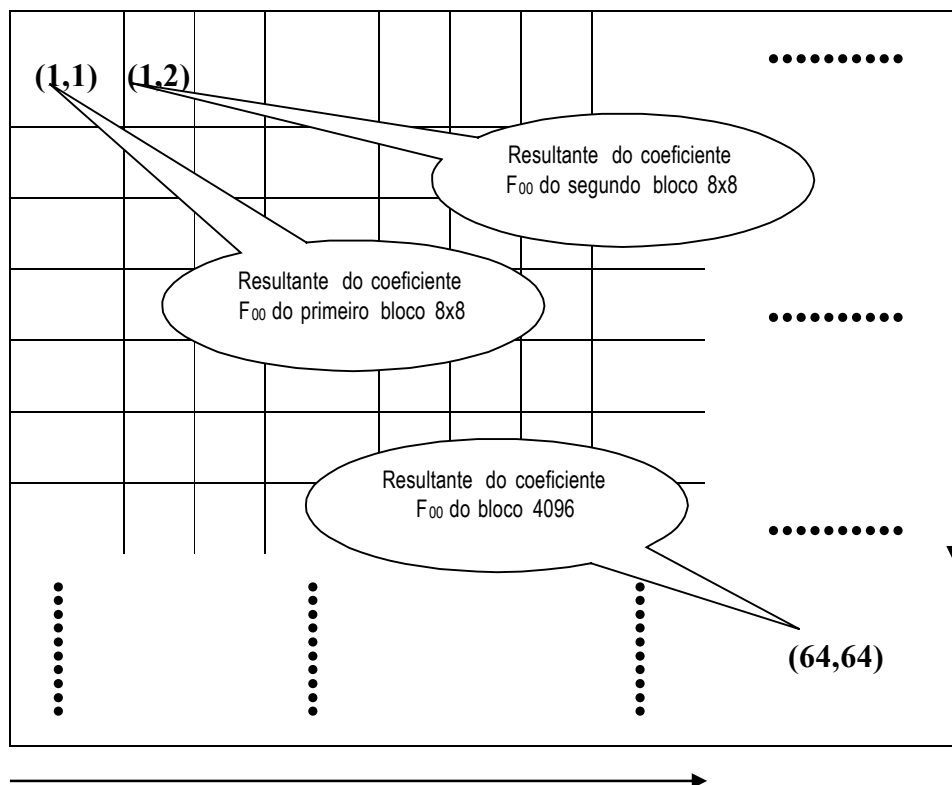 (1,1) (1,2)
Resultante do coeficiente
F00 do segundo bloco 8x8
Resultante do coeficiente
F00 do primeiro bloco 8x8
Resultante do coeficiente
F00 do bloco 4096
(64,64)